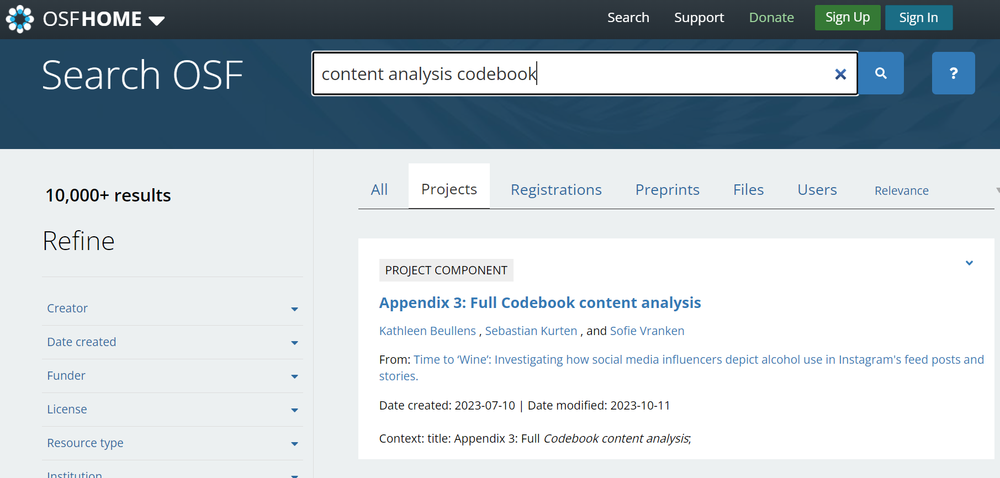 OSFHOME
Search Support Donate Sign Up Sign In
Search OSF
content analysis codebook
?
10,000+ results
All Projects Registrations Preprints Files Users Relevance
Refine
Creator
Date created
Funder
License
Resource type
Institution
PROJECT COMPONENT
Appendix 3: Full Codebook content analysis
Kathleen Beullens , Sebastian Kurten , and Sofie Vranken
From: Time to ‘Wine’: Investigating how social media influencers depict alcohol use in Instagram's feed posts and
stories.
Date created: 2023-07-10 | Date modified: 2023-10-11
Context: title: Appendix 3: Full Codebook content analysis;